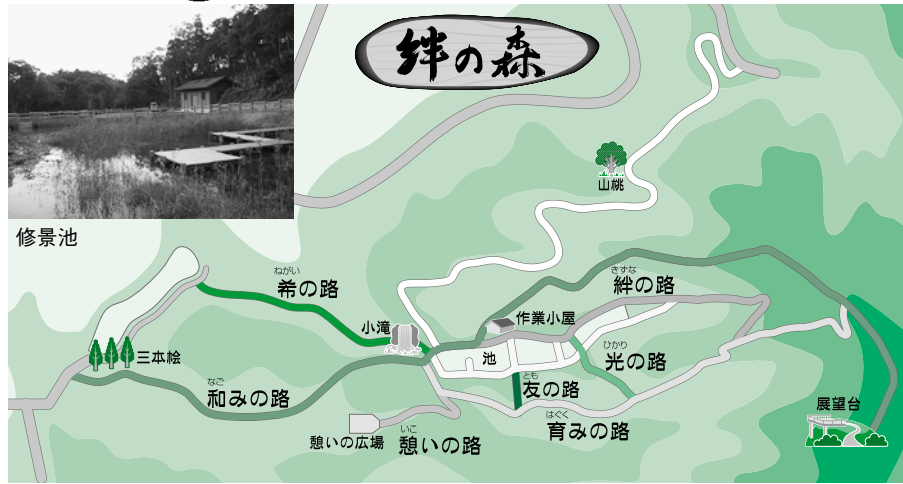 絆の森
山桃
修景池
ねがい
希の路
小滝
きずな
絆の路
作業小屋
池
ひかり
光の路
三本桧
なご
和みの路
とも
友の路
はぐく
育みの路
展望台
憩いの広場
いこ
憩いの路